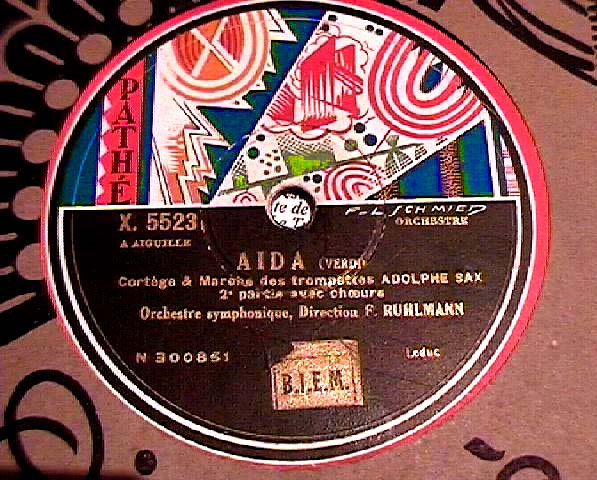 PATHÉ
F-L SCHMIED
X. 5523
ORCHESTRE
A AIGUILLE
AIDA (VERDI)
Cortège & Marche des trompettes ADOLPHE SAX
2e partie avec chœurs
Orchestre symphonique, Direction F. RUHLMANN
N 300851
Leduc
B.I.E.M.